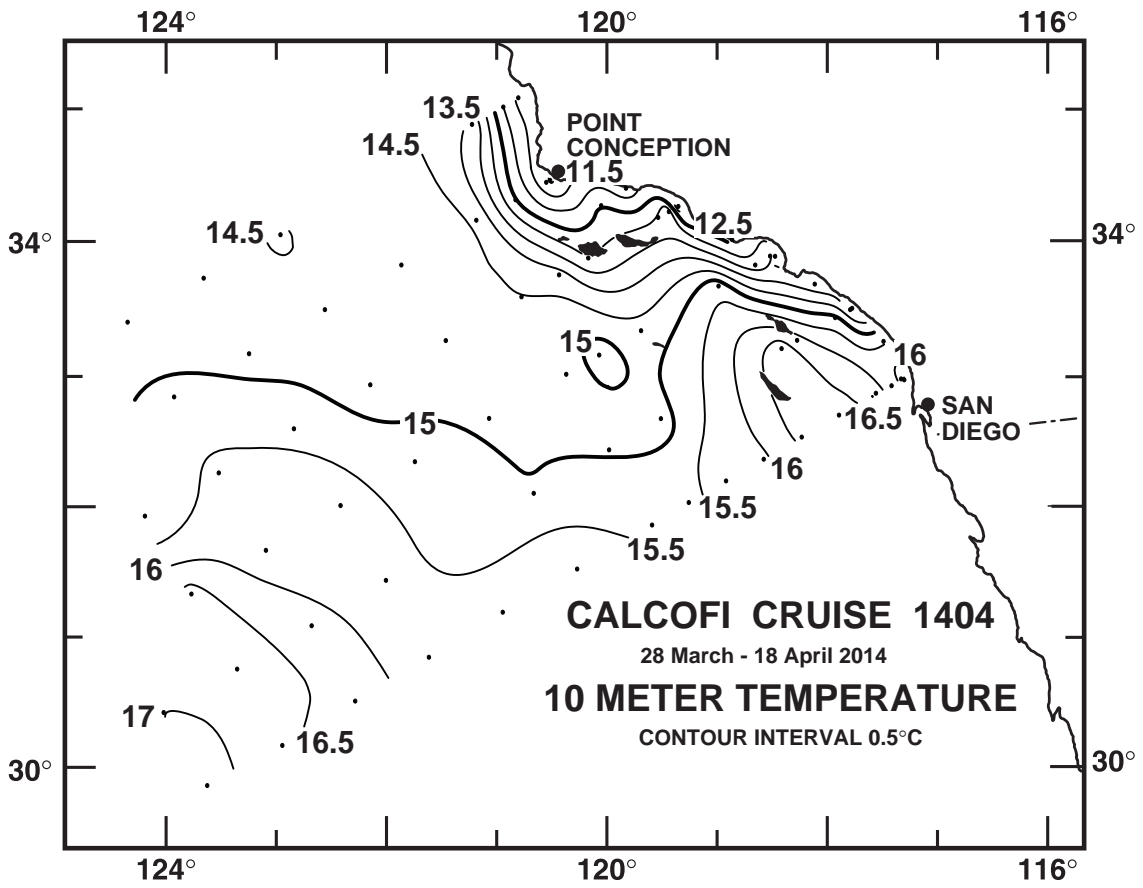 124° 120° 116°
13.5
POINT
CONCEPTION
14.5
11.5
12.5
14.5
34° 34°
15
16
SAN
DIEGO
16.5
15
16
15.5
15.5
16
CALCOFI CRUISE 1404
28 March - 18 April 2014
10 METER TEMPERATURE
CONTOUR INTERVAL 0.5°C
17
16.5
30° 30°
124° 120° 116°